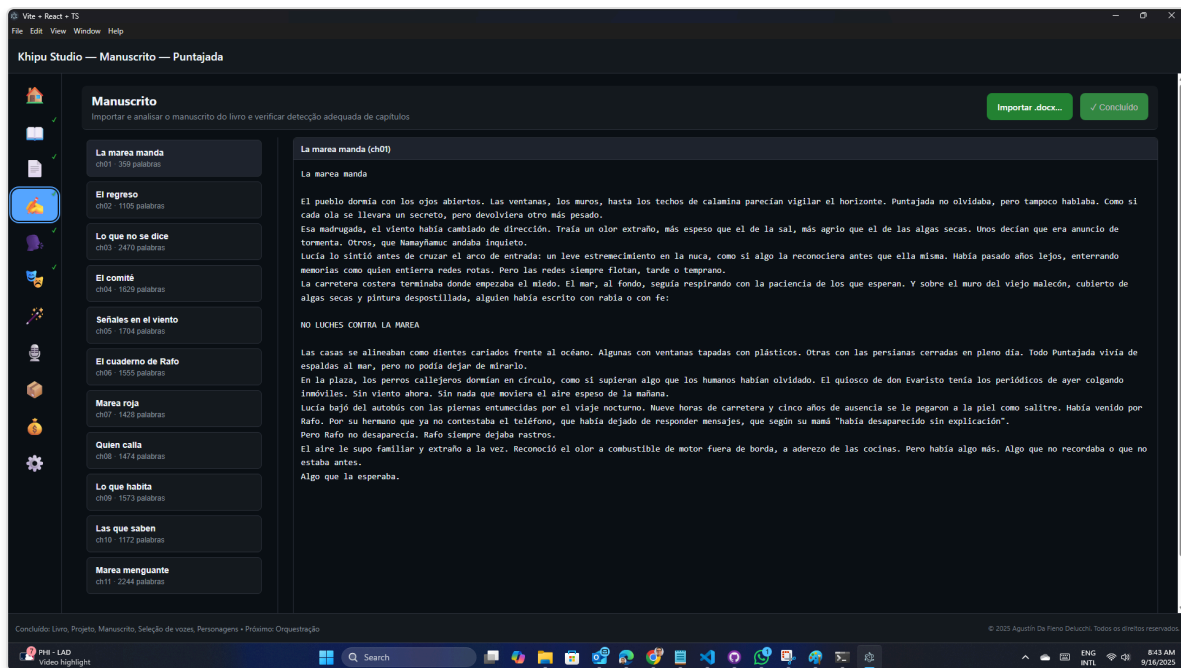 Vite + React + TS
File Edit View Window Help
Khipu Studio — Manuscrito — Puntajada
Manuscrito
Importar e analisar o manuscrito do livro e verificar detecção adequada de capítulos
Importar .docx...
✓ Concluído
La marea manda
ch01 · 359 palabras
El regreso
ch02 · 1105 palabras
Lo que no se dice
ch03 · 2470 palabras
El comité
ch04 · 1629 palabras
Señales en el viento
ch05 · 1704 palabras
El cuaderno de Rafo
ch06 · 1555 palabras
Marea roja
ch07 · 1428 palabras
Quien calla
ch08 · 1474 palabras
Lo que habita
ch09 · 1573 palabras
Las que saben
ch10 · 1172 palabras
Marea menguante
ch11 · 2244 palabras
La marea manda (ch01)
La marea manda
El pueblo dormía con los ojos abiertos. Las ventanas, los muros, hasta los techos de calamina parecían vigilar el horizonte. Puntajada no olvidaba, pero tampoco hablaba. Como si
cada ola se llevara un secreto, pero devolviera otro más pesado.
Esa madrugada, el viento había cambiado de dirección. Traía un olor extraño, más espeso que el de la sal, más agrio que el de las algas secas. Unos decían que era anuncio de
tormenta. Otros, que Namayñamuc andaba inquieto.
Lucía lo sintió antes de cruzar el arco de entrada: un leve estremecimiento en la nuca, como si algo la reconociera antes que ella misma. Había pasado años lejos, enterrando
memorias como quien entierra redes rotas. Pero las redes siempre flotan, tarde o temprano.
La carretera costera terminaba donde empezaba el miedo. El mar, al fondo, seguía respirando con la paciencia de los que esperan. Y sobre el muro del viejo malecón, cubierto de
algas secas y pintura despostillada, alguien había escrito con rabia o con fe:
NO LUCHES CONTRA LA MAREA
Las casas se alineaban como dientes cariados frente al océano. Algunas con ventanas tapadas con plásticos. Otras con las persianas cerradas en pleno día. Todo Puntajada vivía de
espaldas al mar, pero no podía dejar de mirarlo.
En la plaza, los perros callejeros dormían en círculo, como si supieran algo que los humanos habían olvidado. El quiosco de don Evaristo tenía los periódicos de ayer colgando
inmóviles. Sin viento ahora. Sin nada que moviera el aire espeso de la mañana.
Lucía bajó del autobús con las piernas entumecidas por el viaje nocturno. Nueve horas de carretera y cinco años de ausencia se le pegaron a la piel como salitre. Había venido por
Rafo. Por su hermano que ya no contestaba el teléfono, que había dejado de responder mensajes, que según su mamá "había desaparecido sin explicación".
Pero Rafo no desaparecía. Rafo siempre dejaba rastros.
El aire le supo familiar y extraño a la vez. Reconoció el olor a combustible de motor fuera de borda, a aderezo de las cocinas. Pero había algo más. Algo que no recordaba o que no
estaba antes.
Algo que la esperaba.
Concluído: Livro, Projeto, Manuscrito, Seleção de vozes, Personagens • Próximo: Orquestração
© 2025 Agustín Da Fieno Delucchi. Todos os direitos reservados.
PHI - LAD
Video highlight
Search
ENG
INTL
8:43 AM
9/16/2025